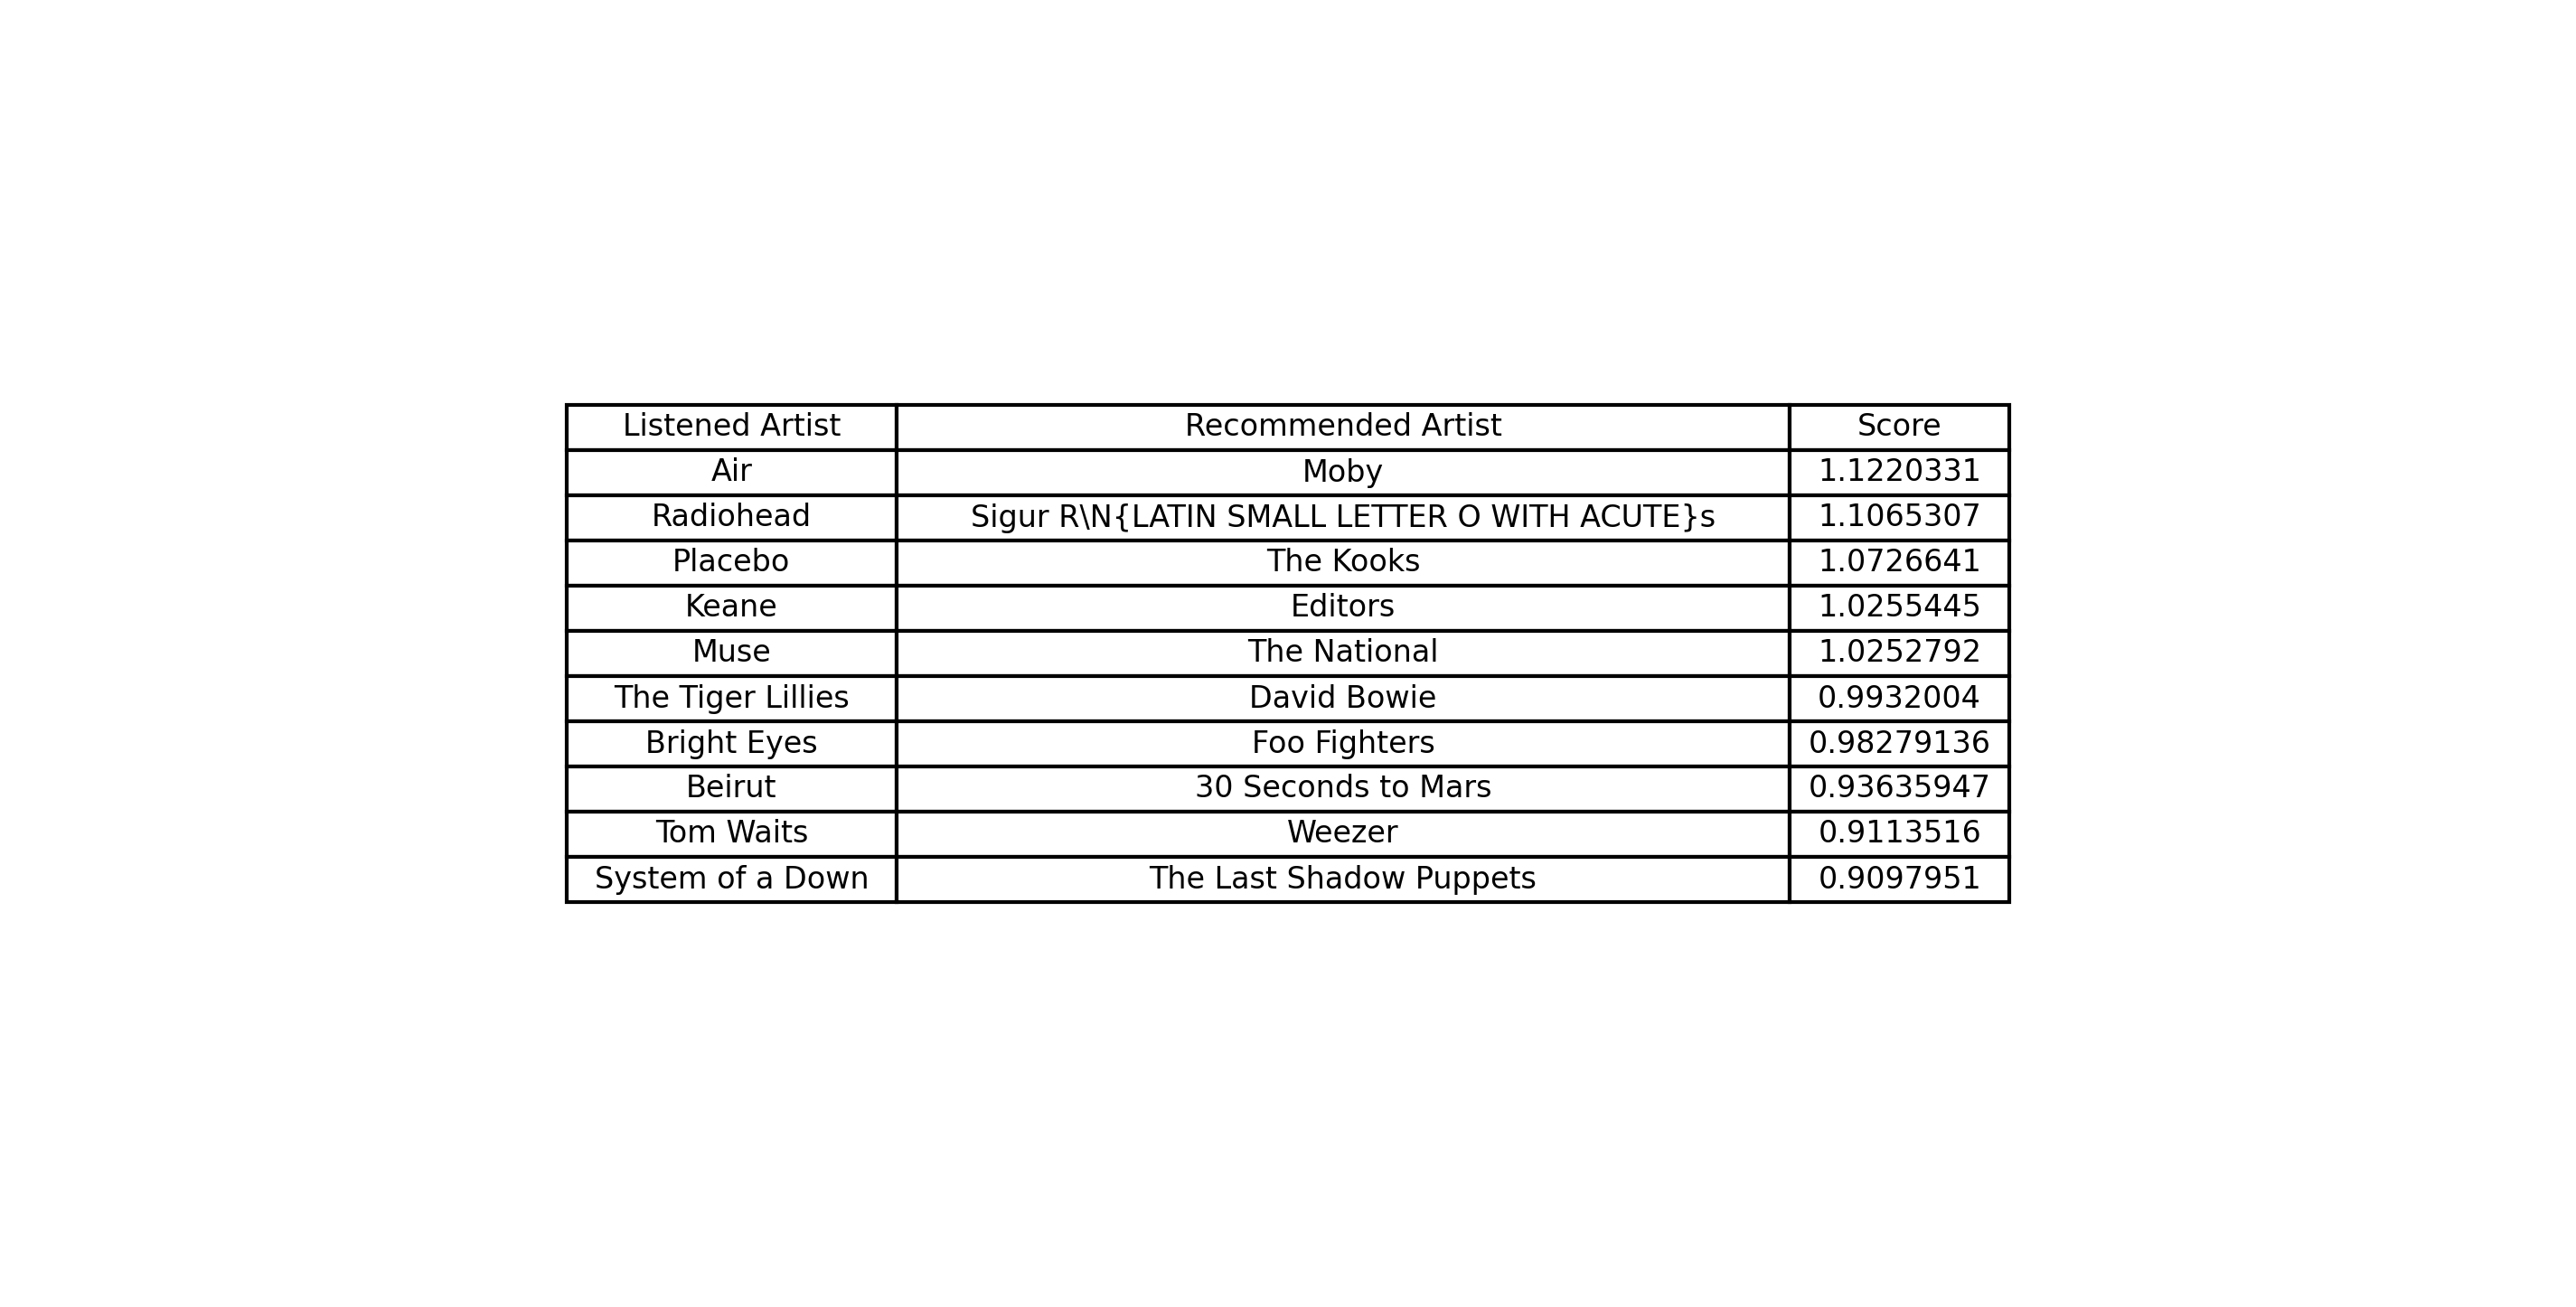 Listened Artist Recommended Artist Score
Air Moby 1.1220331
Radiohead Sigur R\N{LATIN SMALL LETTER O WITH ACUTE}s 1.1065307
Placebo The Kooks 1.0726641
Keane Editors 1.0255445
Muse The National 1.0252792
The Tiger Lillies David Bowie 0.9932004
Bright Eyes Foo Fighters 0.98279136
Beirut 30 Seconds to Mars 0.93635947
Tom Waits Weezer 0.9113516
System of a Down The Last Shadow Puppets 0.9097951